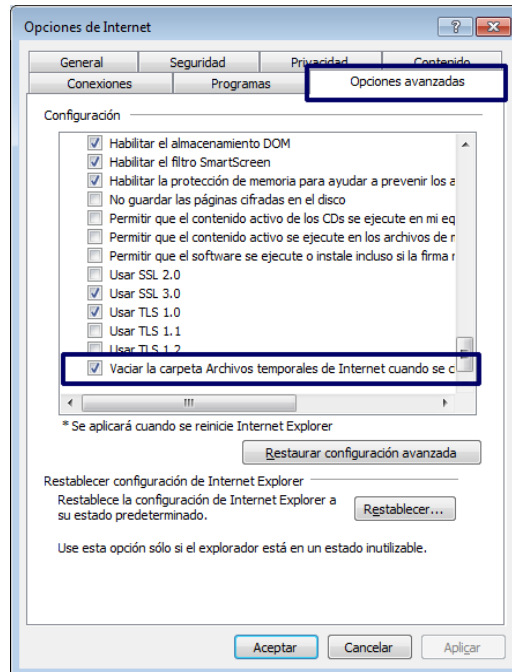 Opciones de Internet
General Seguridad Privacidad Contenido
Conexiones Programas Opciones avanzadas
Configuración
Habilitar el almacenamiento DOM
Habilitar el filtro SmartScreen
Habilitar la protección de memoria para ayudar a prevenir los a
No guardar las páginas cifradas en el disco
Permitir que el contenido activo de los CDs se ejecute en mi eq
Permitir que el contenido activo se ejecute en los archivos de m
Permitir que el software se ejecute o instale incluso si la firma r
Usar SSL 2.0
Usar SSL 3.0
Usar TLS 1.0
Usar TLS 1.1
Usar TLS 1.2
Vaciar la carpeta Archivos temporales de Internet cuando se c
* Se aplicará cuando se reinicie Internet Explorer
Restaurar configuración avanzada
Restablecer configuración de Internet Explorer
Restablece la configuración de Internet Explorer a
su estado predeterminado.
Restablecer...
Use esta opción sólo si el explorador está en un estado inutilizable.
Aceptar Cancelar Aplicar